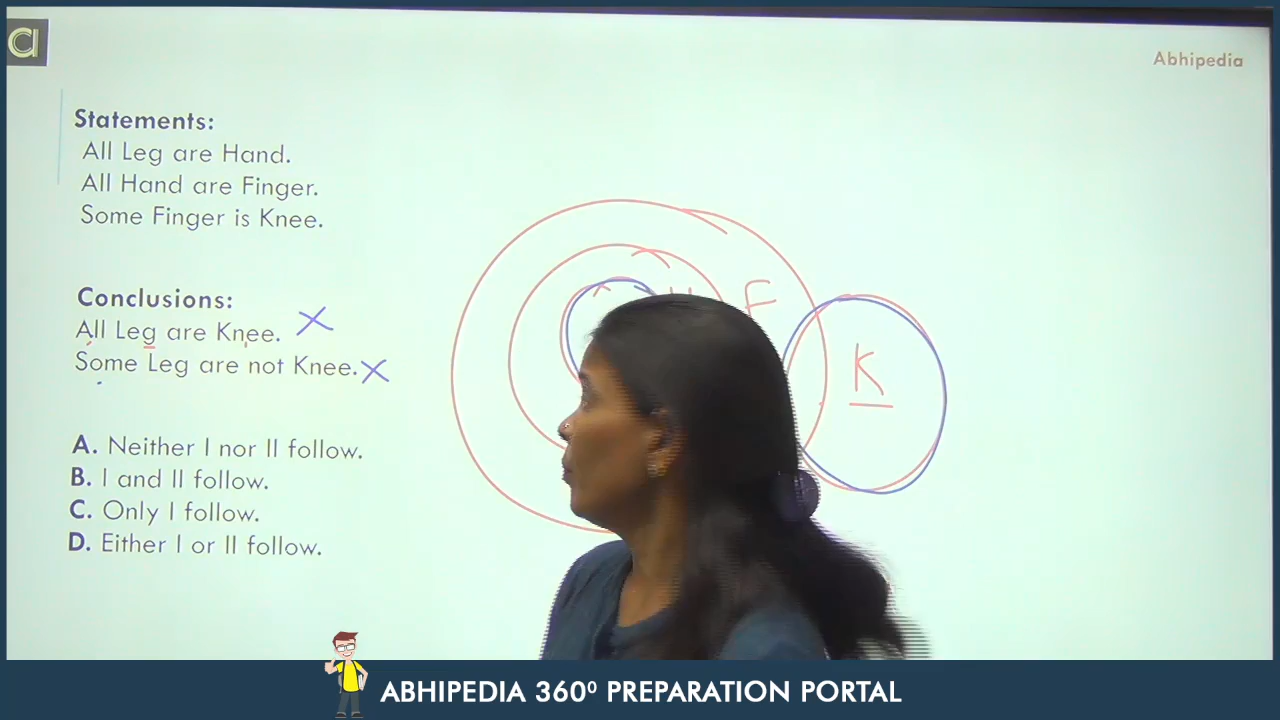 a
Abhipedia
Statements:
All Leg are Hand.
All Hand are Finger.
Some Finger is Knee.
Conclusions:
All Leg are Knee.
Some Leg are not Knee.
A. Neither I nor II follow.
B. I and II follow.
C. Only I follow.
D. Either I or II follow.
F
K
ABHIPEDIA 360⁰ PREPARATION PORTAL